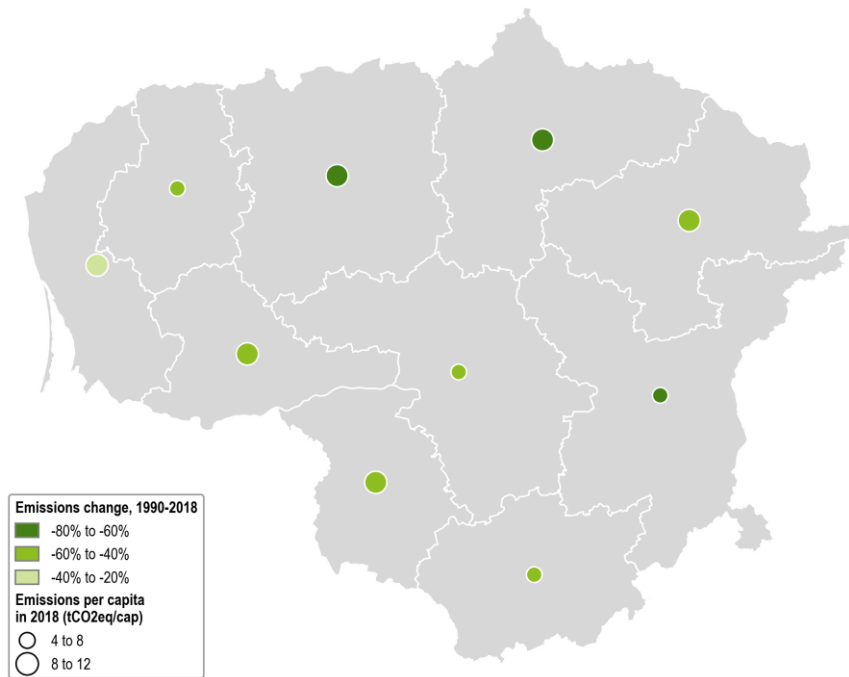 Emissions change, 1990-2018
-80% to -60%
-60% to -40%
-40% to -20%
Emissions per capita
in 2018 (tCO2eq/cap)
4 to 8
8 to 12